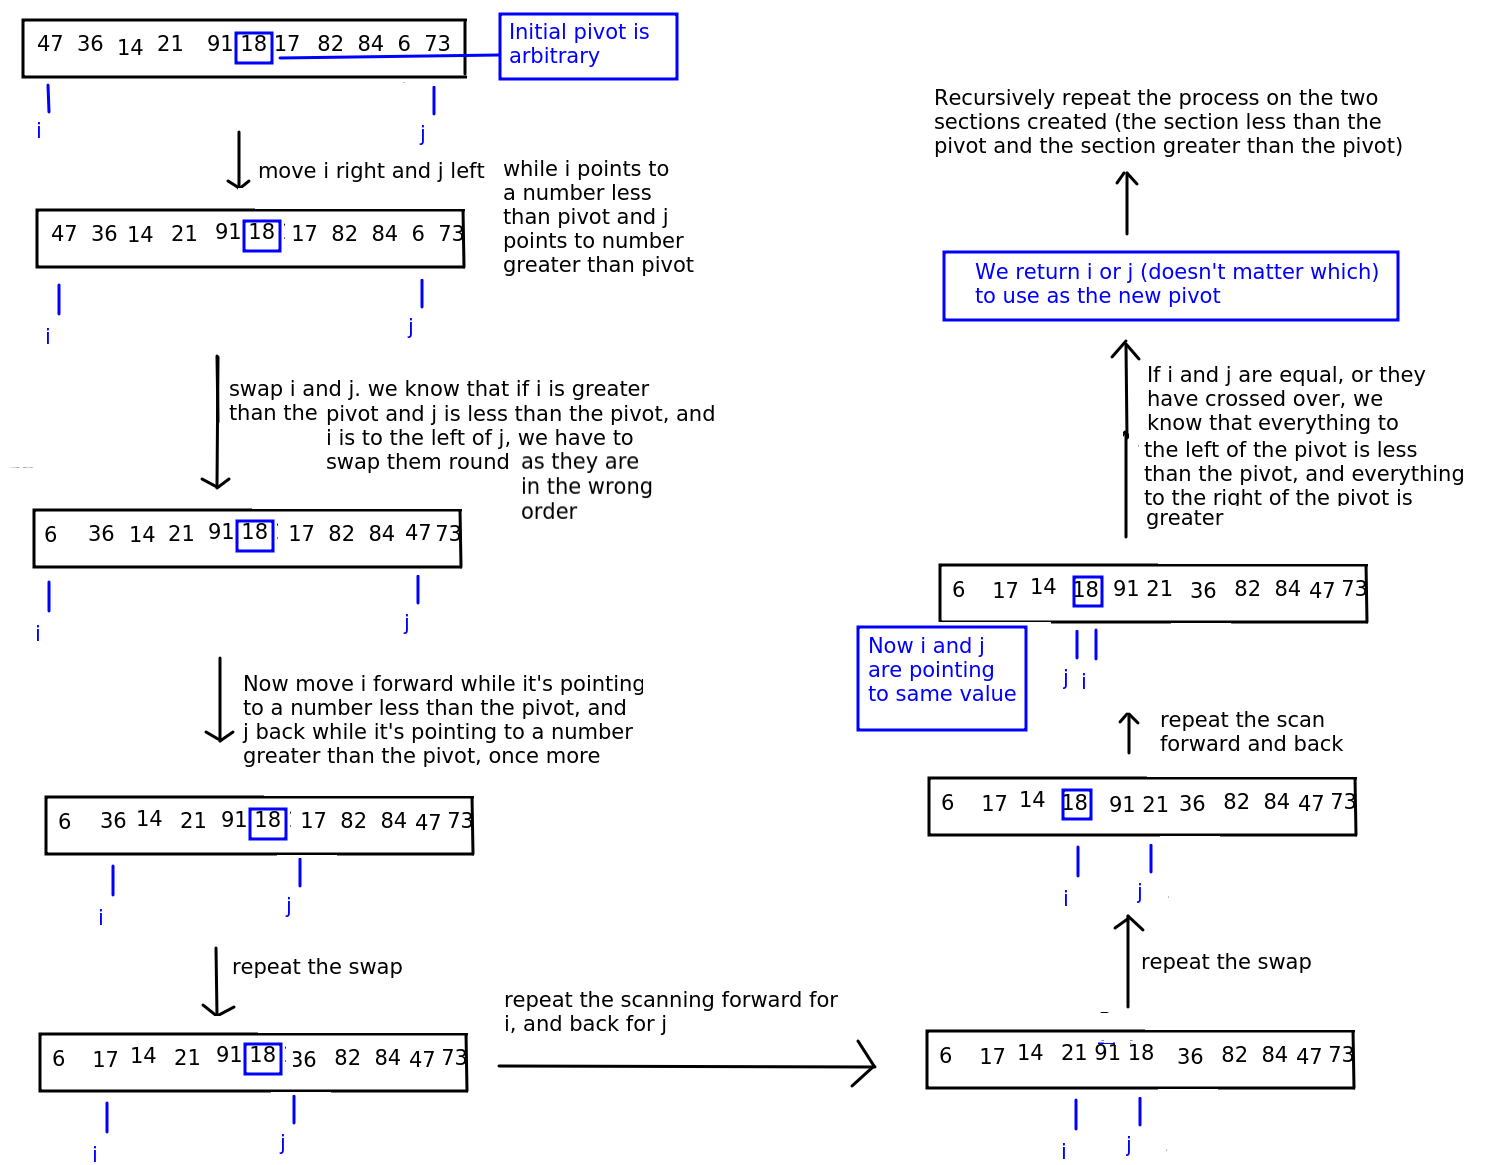 47 36 14 21 91 18 17 82 84 6 73
Initial pivot is
arbitrary
i
j
move i right and j left
while i points to
a number less
than pivot and j
points to number
greater than pivot
47 36 14 21 91 18 17 82 84 6 73
i
j
swap i and j. we know that if i is greater
than the pivot and j is less than the pivot, and
i is to the left of j, we have to
swap them round as they are
in the wrong
order
6 36 14 21 91 18 17 82 84 47 73
i
j
Now move i forward while it's pointing
to a number less than the pivot, and
j back while it's pointing to a number
greater than the pivot, once more
6 36 14 21 91 18 17 82 84 47 73
i
j
repeat the swap
6 17 14 21 91 18 36 82 84 47 73
i
j
repeat the scanning forward for
i, and back for j
6 17 14 21 91 18 36 82 84 47 73
i
j
repeat the swap
6 17 14 18 91 21 36 82 84 47 73
i
j
repeat the scan
forward and back
6 17 14 18 91 21 36 82 84 47 73
j i
Now i and j
are pointing
to same value
If i and j are equal, or they
have crossed over, we
know that everything to
the left of the pivot is less
than the pivot, and everything
to the right of the pivot is
greater
We return i or j (doesn't matter which)
to use as the new pivot
Recursively repeat the process on the two
sections created (the section less than the
pivot and the section greater than the pivot)